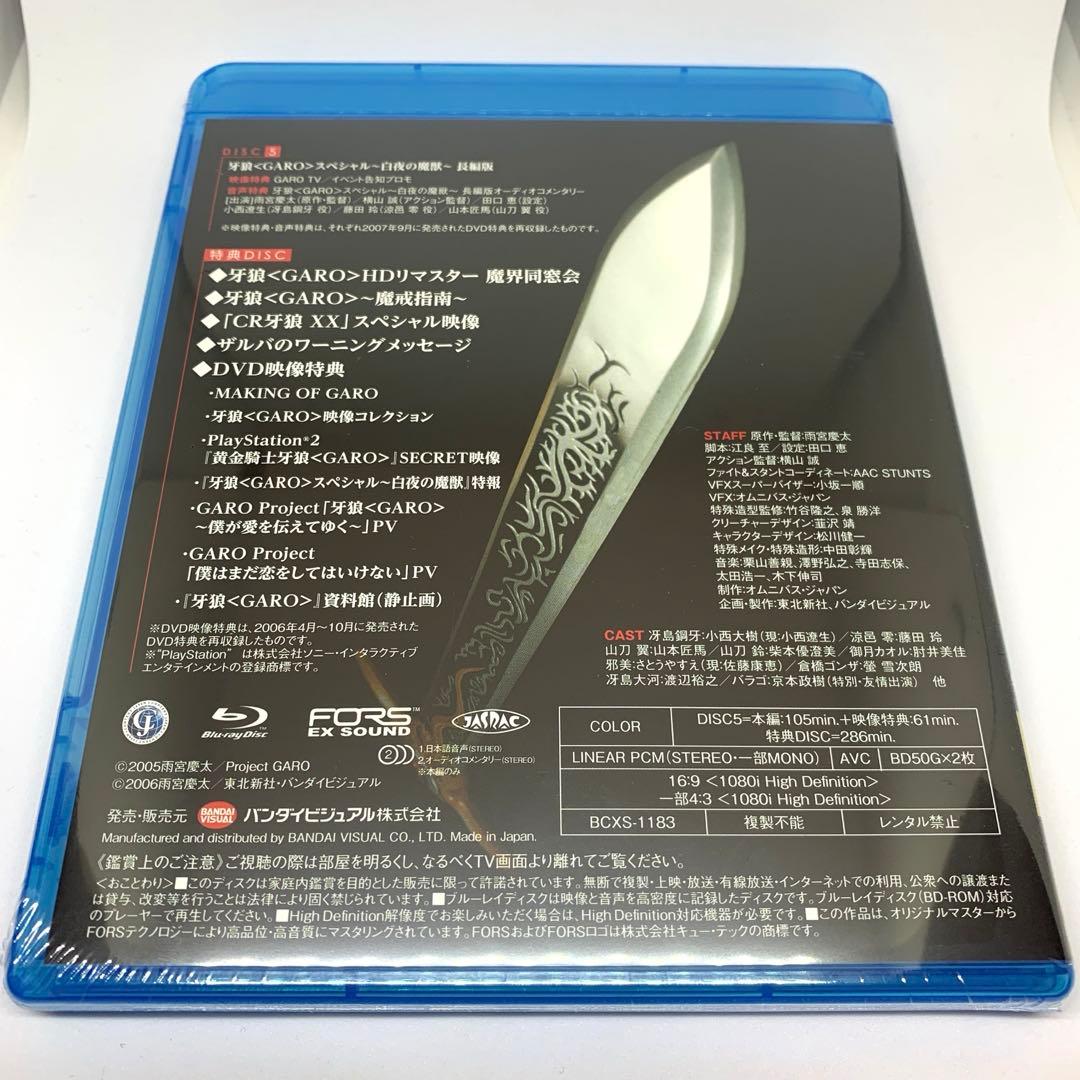 DISC 5
牙狼<GARO>スペシャル～白夜の魔獣～ 長編版
映像特典 GARO TV／イベント告知プロモ
音声特典 牙狼<GARO>スペシャル～白夜の魔獣～ 長編版オーディオコメンタリー
[出演]雨宮慶太(原作・監督)／横山 誠(アクション監督)／田口 恵(設定)
小西遼生(冴島鋼牙 役)／藤田 玲(涼邑 零 役)／山本匠馬(山刀 翼 役)
※映像特典・音声特典は、それぞれ2007年9月に発売されたDVD特典を再収録したものです。
特典DISC
◆牙狼<GARO>HDリマスター 魔界同窓会
◆牙狼<GARO>～魔戒指南～
◆「CR牙狼 XX」スペシャル映像
◆ザルバのワーニングメッセージ
◆DVD映像特典
・MAKING OF GARO
・牙狼<GARO>映像コレクション
・PlayStation®2
『黄金騎士牙狼<GARO>』SECRET映像
・『牙狼<GARO>スペシャル～白夜の魔獣』特報
・GARO Project「牙狼<GARO>
～僕が愛を伝えてゆく～」PV
・GARO Project
「僕はまだ恋をしてはいけない」PV
・『牙狼<GARO>』資料館(静止画)
※DVD映像特典は、2006年4月～10月に発売された
DVD特典を再収録したものです。
※"PlayStation" は株式会社ソニー・インタラクティブ
エンタテインメントの登録商標です。
STAFF 原作・監督:雨宮慶太
脚本:江良 至／設定:田口 恵
アクション監督:横山 誠
ファイト&スタントコーディネート:AAC STUNTS
VFXスーパーバイザー:小坂一順
VFX:オムニバス・ジャパン
特殊造型監修:竹谷隆之、泉 勝洋
クリーチャーデザイン:韮沢 靖
キャラクターデザイン:松川健一
特殊メイク・特殊造形:中田彰輝
音楽:栗山善親、澤野弘之、寺田志保、
太田浩一、木下伸司
制作:オムニバス・ジャパン
企画・製作:東北新社、バンダイビジュアル
CAST 冴島鋼牙:小西大樹(現:小西遼生)／涼邑 零:藤田 玲
山刀 翼:山本匠馬／山刀 鈴:柴本優澄美／御月カオル:肘井美佳
邪美:さとうやすえ(現:佐藤康恵)／倉橋ゴンザ:螢 雪次朗
冴島大河:渡辺裕之／バラゴ:京本政樹(特別・友情出演) 他
Blu-ray Disc
FORS™
EX SOUND
JASRAC
2
1.日本語音声(STEREO)
2.オーディオコメンタリー(STEREO)
※本編のみ
COLOR
DISC5=本編:105min.+映像特典:61min.
特典DISC=286min.
LINEAR PCM(STEREO・一部MONO)
AVC
BD50G×2枚
16:9 <1080i High Definition>
一部4:3 <1080i High Definition>
BCXS-1183
複製不能
レンタル禁止
©2005雨宮慶太／Project GARO
©2006雨宮慶太／東北新社・バンダイビジュアル
発売・販売元 BANDAI VISUAL バンダイビジュアル株式会社
Manufactured and distributed by BANDAI VISUAL CO., LTD. Made in Japan.
《鑑賞上のご注意》ご視聴の際は部屋を明るくし、なるべくTV画面より離れてご覧ください。
<おことわり>■このディスクは家庭内鑑賞を目的とした販売に限って許諾されています。無断で複製・上映・放送・有線放送・インターネットでの利用、公衆への譲渡また
は貸与、改変等を行うことは法律により固く禁じられています。■ブルーレイディスクは映像と音声を高密度に記録したディスクです。ブルーレイディスク(BD-ROM)対応
のプレーヤーで再生してください。■High Definition解像度でお楽しみいただく場合は、High Definition対応機器が必要です。■この作品は、オリジナルマスターから
FORSテクノロジーにより高品位・高音質にマスタリングされています。FORSおよびFORSロゴは株式会社キュー・テックの商標です。